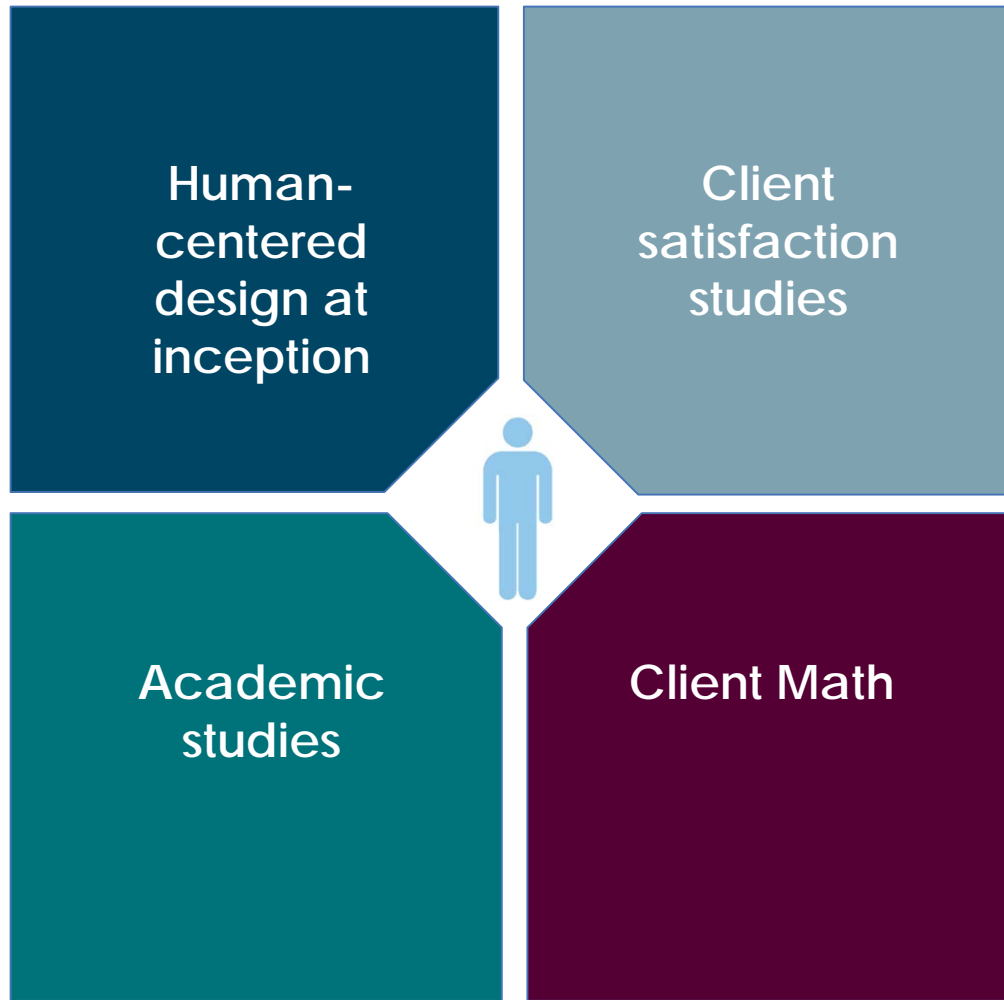 Human-
centered
design at
inception
Client
satisfaction
studies
Academic
studies
Client Math